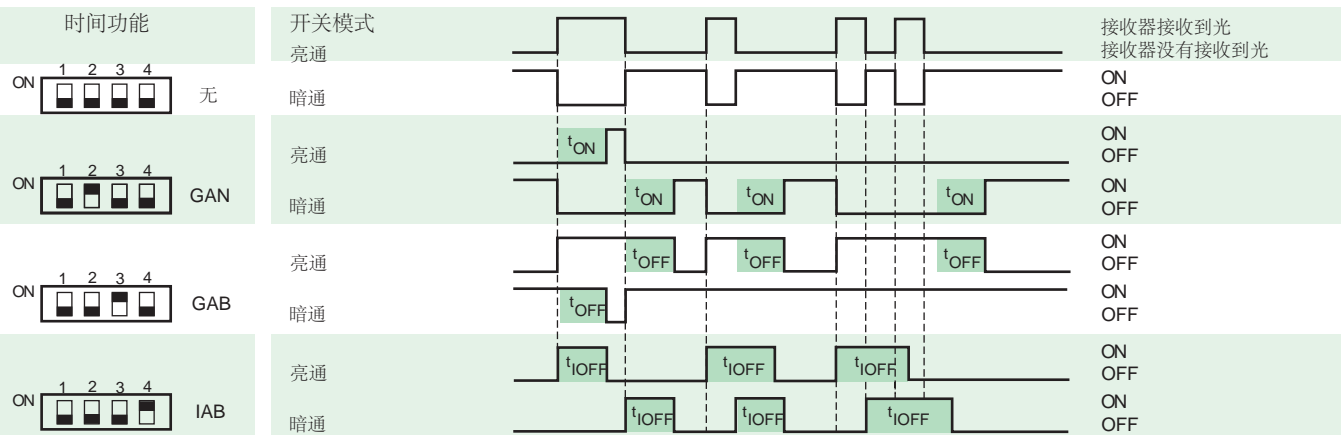 时间功能 开关模式 接收器接收到光
亮通 接收器没有接收到光
1 2 3 4
ON 无 暗通 ON
OFF
亮通 tON ON
OFF
1 2 3 4
ON GAN 暗通 tON tON tON ON
OFF
亮通 tOFF tOFF tOFF ON
OFF
1 2 3 4
ON GAB 暗通 tOFF ON
OFF
亮通 tIOFF tIOFF tIOFF ON
OFF
1 2 3 4
ON IAB 暗通 tIOFF tIOFF tIOFF ON
OFF